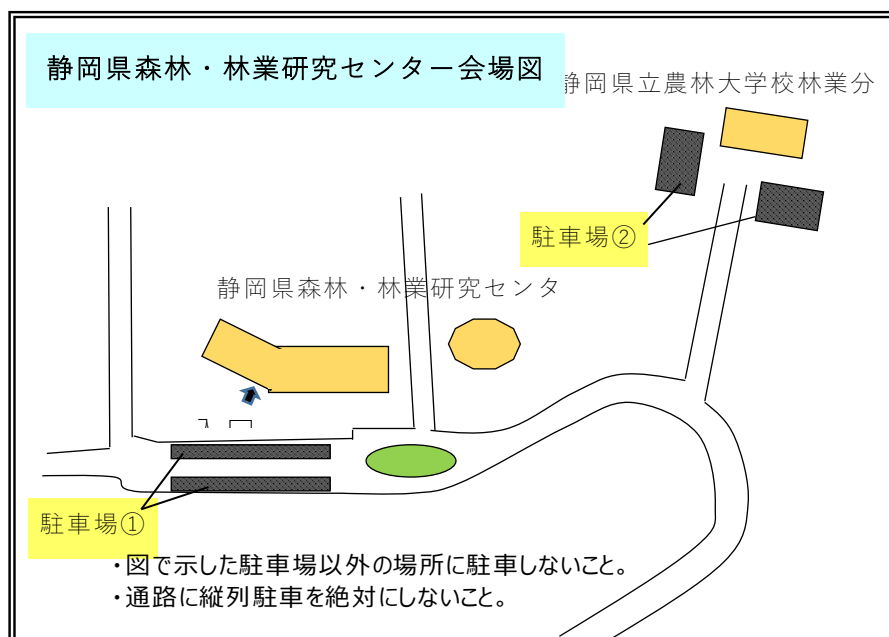 静岡県森林・林業研究センター会場図
静岡県立農林大学校林業分
駐車場②
静岡県森林・林業研究センタ
駐車場①
・図で示した駐車場以外の場所に駐車しないこと。
・通路に縦列駐車を絶対にしないこと。